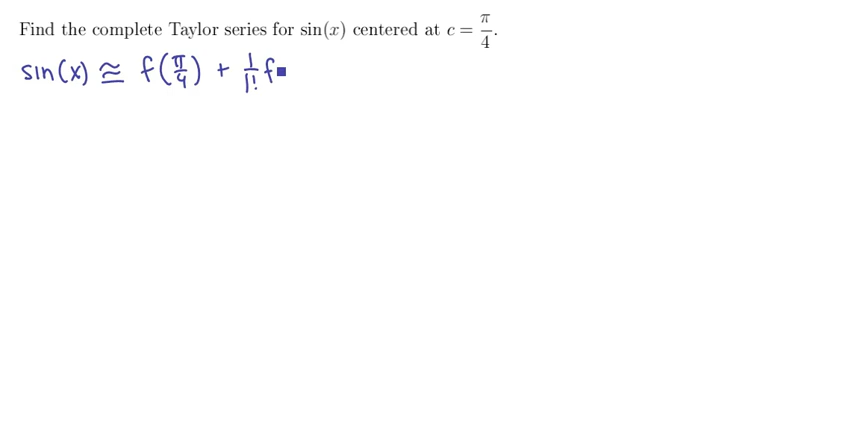 Find the complete Taylor series for sin(x) centered at c = π/4.
sin(x) ≊ f(π/4) + 1/1! f